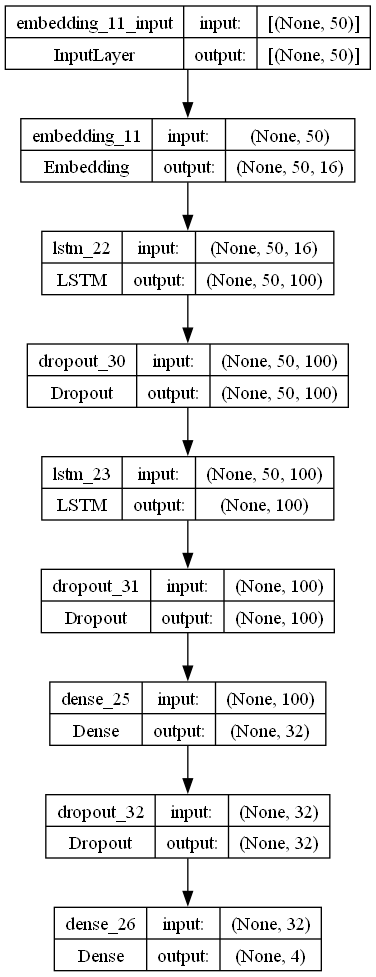 embedding_11_input input: [(None, 50)]
InputLayer output: [(None, 50)]
embedding_11 input: (None, 50)
Embedding output: (None, 50, 16)
lstm_22 input: (None, 50, 16)
LSTM output: (None, 50, 100)
dropout_30 input: (None, 50, 100)
Dropout output: (None, 50, 100)
lstm_23 input: (None, 50, 100)
LSTM output: (None, 100)
dropout_31 input: (None, 100)
Dropout output: (None, 100)
dense_25 input: (None, 100)
Dense output: (None, 32)
dropout_32 input: (None, 32)
Dropout output: (None, 32)
dense_26 input: (None, 32)
Dense output: (None, 4)